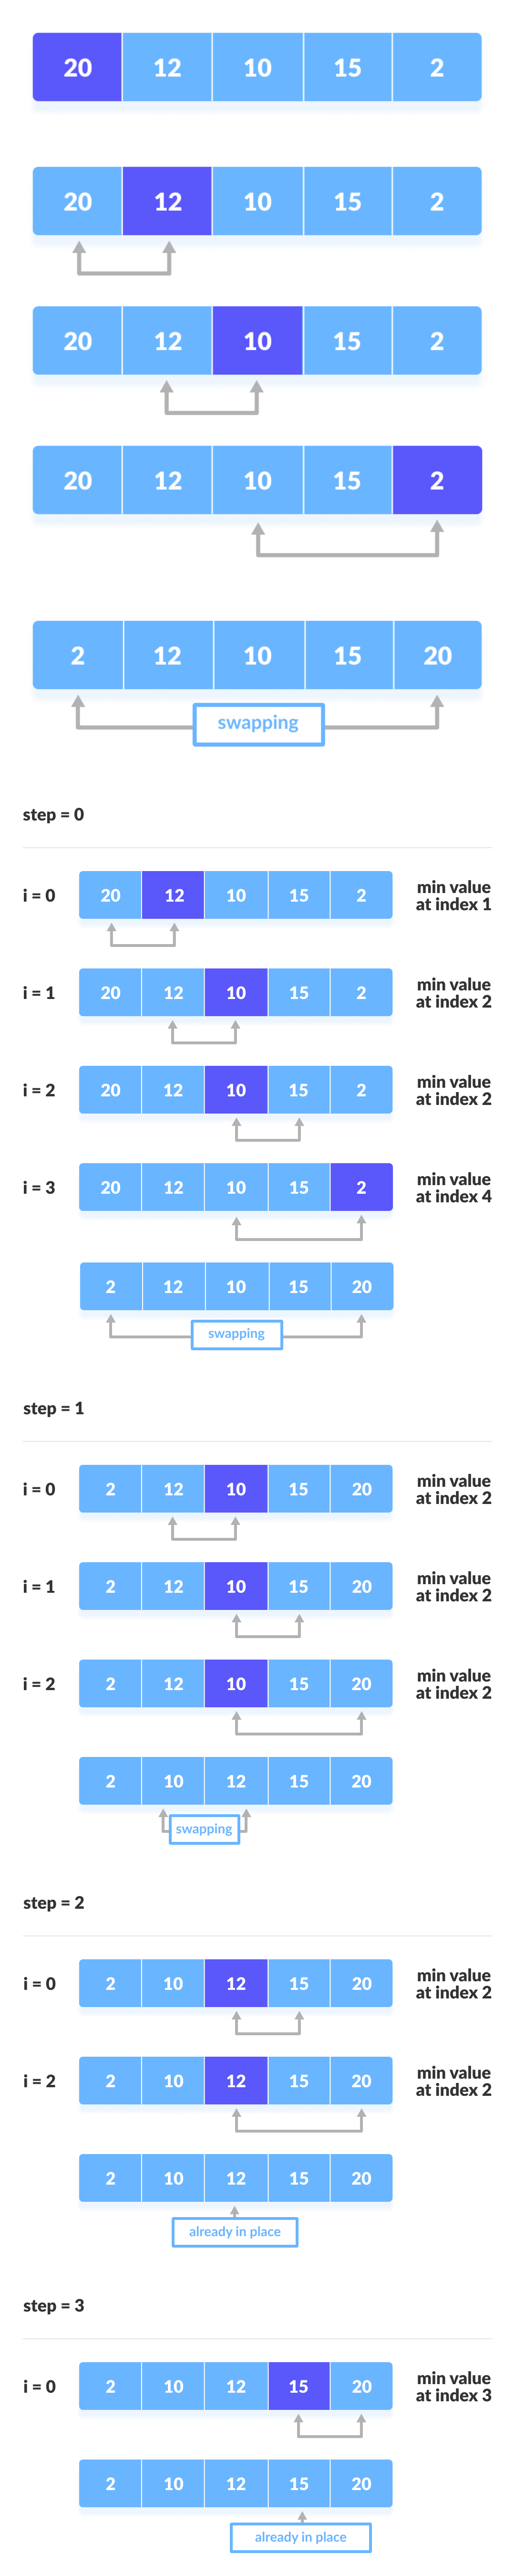 20 12 10 15 2
20 12 10 15 2
20 12 10 15 2
20 12 10 15 2
2 12 10 15 20
swapping
step = 0
i = 0 20 12 10 15 2 min value
at index 1
i = 1 20 12 10 15 2 min value
at index 2
i = 2 20 12 10 15 2 min value
at index 2
i = 3 20 12 10 15 2 min value
at index 4
2 12 10 15 20
swapping
step = 1
i = 0 2 12 10 15 20 min value
at index 2
i = 1 2 12 10 15 20 min value
at index 2
i = 2 2 12 10 15 20 min value
at index 2
2 10 12 15 20
swapping
step = 2
i = 0 2 10 12 15 20 min value
at index 2
i = 2 2 10 12 15 20 min value
at index 2
2 10 12 15 20
already in place
step = 3
i = 0 2 10 12 15 20 min value
at index 3
2 10 12 15 20
already in place